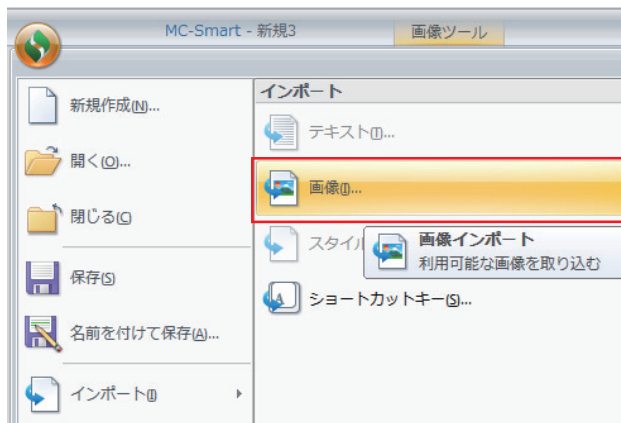 MC-Smart - 新規3
画像ツール
新規作成(N)...
開く(O)...
閉じる(C)
保存(S)
名前を付けて保存(A)...
インポート(I)
インポート
テキスト(T)...
画像(I)...
スタイル
画像インポート
利用可能な画像を取り込む
ショートカットキー(S)...